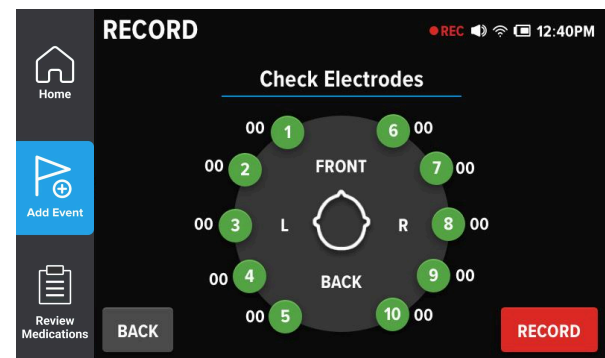 RECORD
REC
12:40PM
Home
Add Event
Review
Medications
Check Electrodes
00 1
6 00
00 2
FRONT
7 00
00 3
L
R
8 00
00 4
BACK
9 00
00 5
10 00
BACK
RECORD